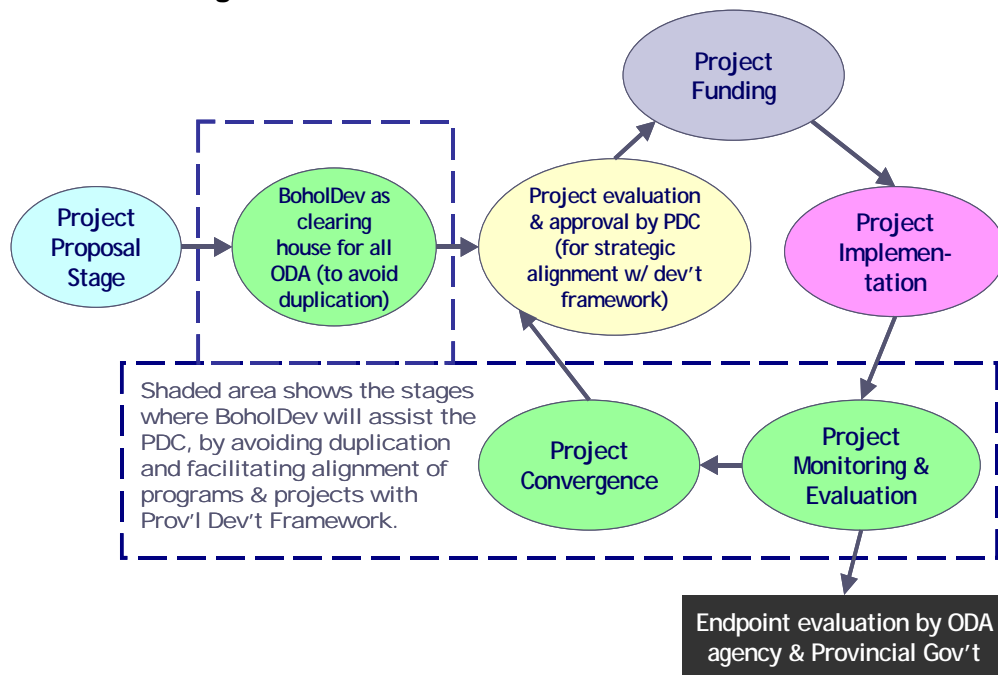 Project
Funding
Project
Proposal
Stage
BoholDev as
clearing
house for all
ODA (to avoid
duplication)
Project evaluation
& approval by PDC
(for strategic
alignment w/ dev't
framework)
Project
Implemen-
tation
Shaded area shows the stages
where BoholDev will assist the
PDC, by avoiding duplication
and facilitating alignment of
programs & projects with
Prov'l Dev't Framework.
Project
Convergence
Project
Monitoring &
Evaluation
Endpoint evaluation by ODA
agency & Provincial Gov't